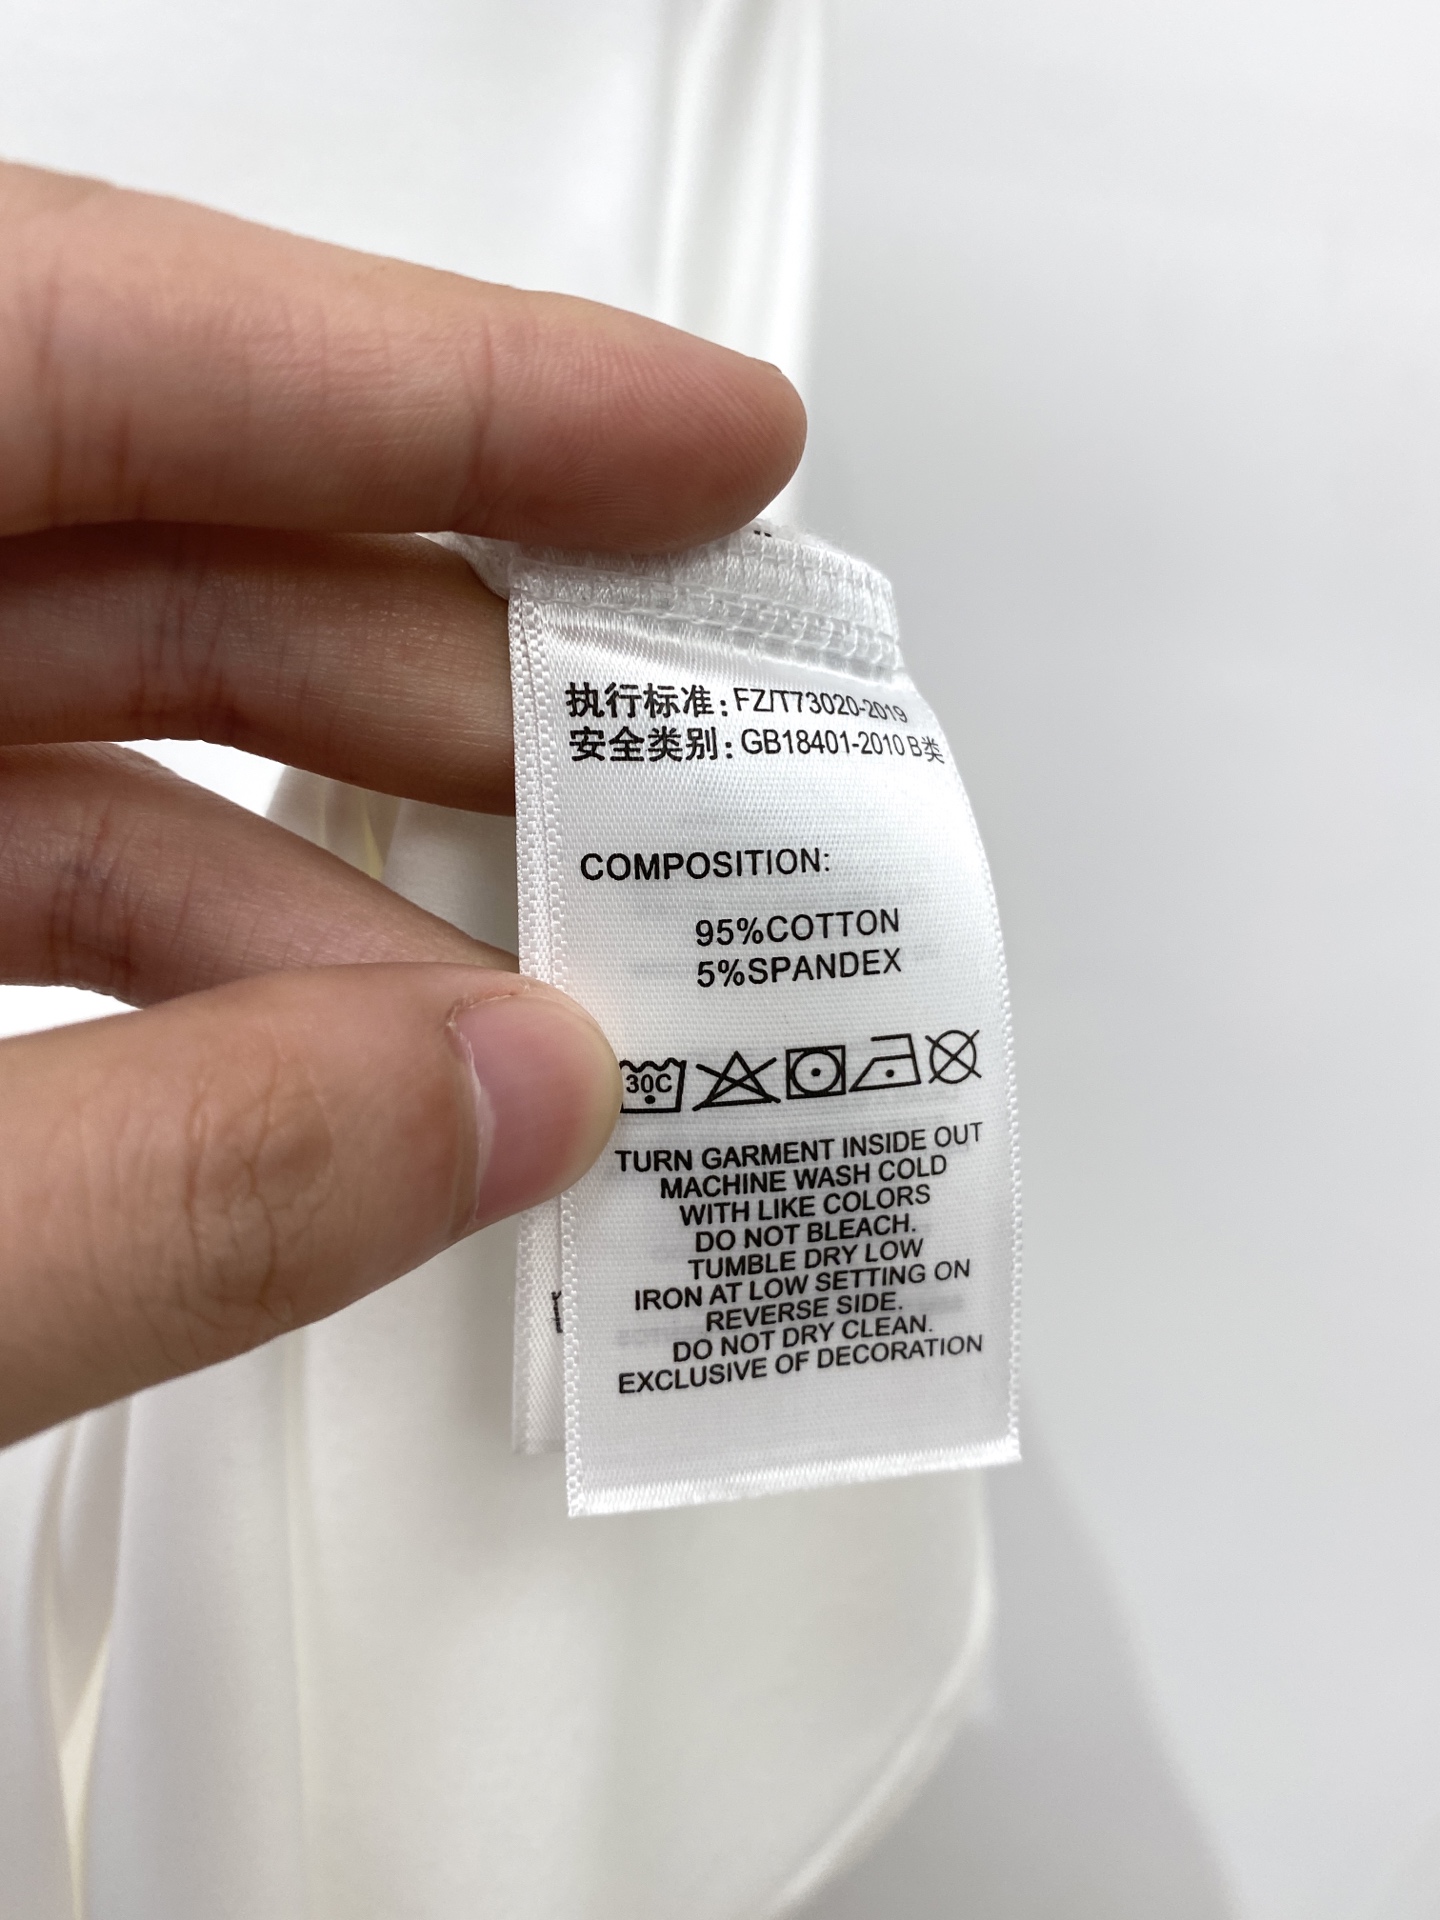 执行标准:FZ/T73020-2019
安全类别:GB18401-2010 B类
COMPOSITION:
95%COTTON
5%SPANDEX
30C
TURN GARMENT INSIDE OUT
MACHINE WASH COLD
WITH LIKE COLORS
DO NOT BLEACH.
TUMBLE DRY LOW
IRON AT LOW SETTING ON
REVERSE SIDE.
DO NOT DRY CLEAN.
EXCLUSIVE OF DECORATION